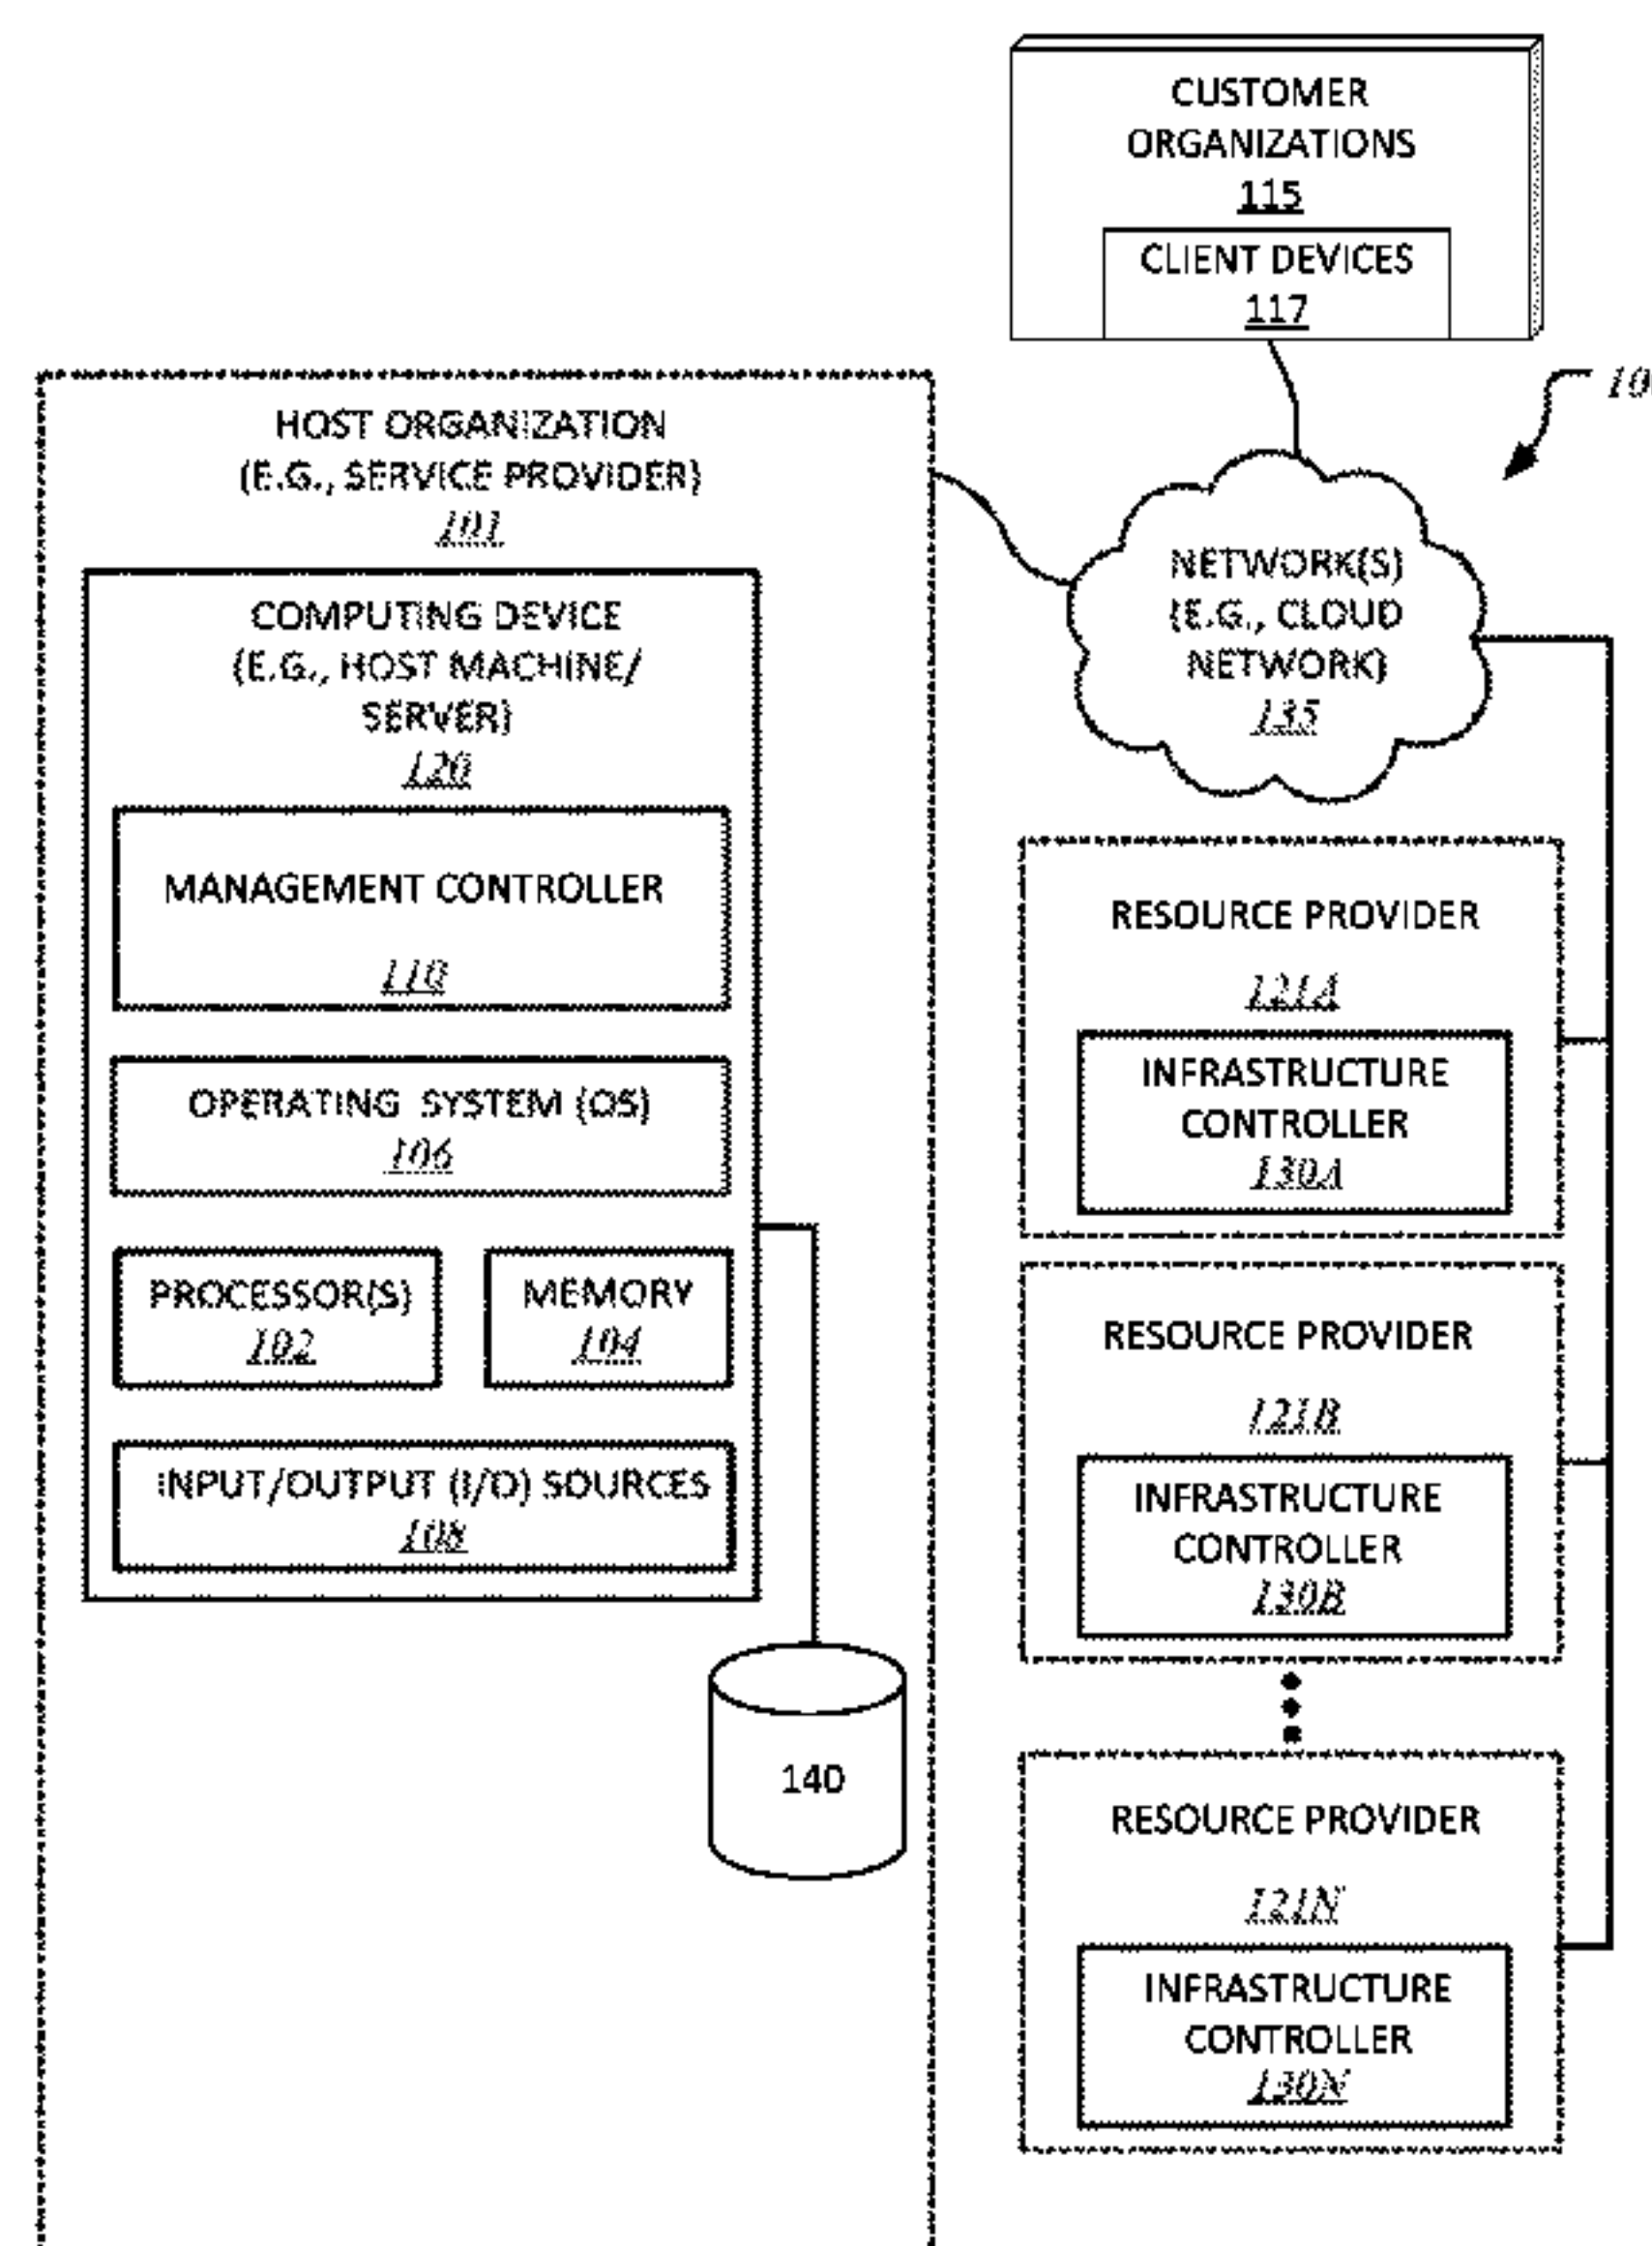 CUSTOMER
ORGANIZATIONS
115
CLIENT DEVICES
117
10
HOST ORGANIZATION
(E.G., SERVICE PROVIDER)
101
COMPUTING DEVICE
(E.G., HOST MACHINE/
SERVER)
120
MANAGEMENT CONTROLLER
110
OPERATING SYSTEM (OS)
106
PROCESSOR(S)
102
MEMORY
104
INPUT/OUTPUT (I/O) SOURCES
108
140
NETWORK(S)
(E.G., CLOUD
NETWORK)
135
RESOURCE PROVIDER
121A
INFRASTRUCTURE
CONTROLLER
130A
RESOURCE PROVIDER
121B
INFRASTRUCTURE
CONTROLLER
130B
RESOURCE PROVIDER
121N
INFRASTRUCTURE
CONTROLLER
130N